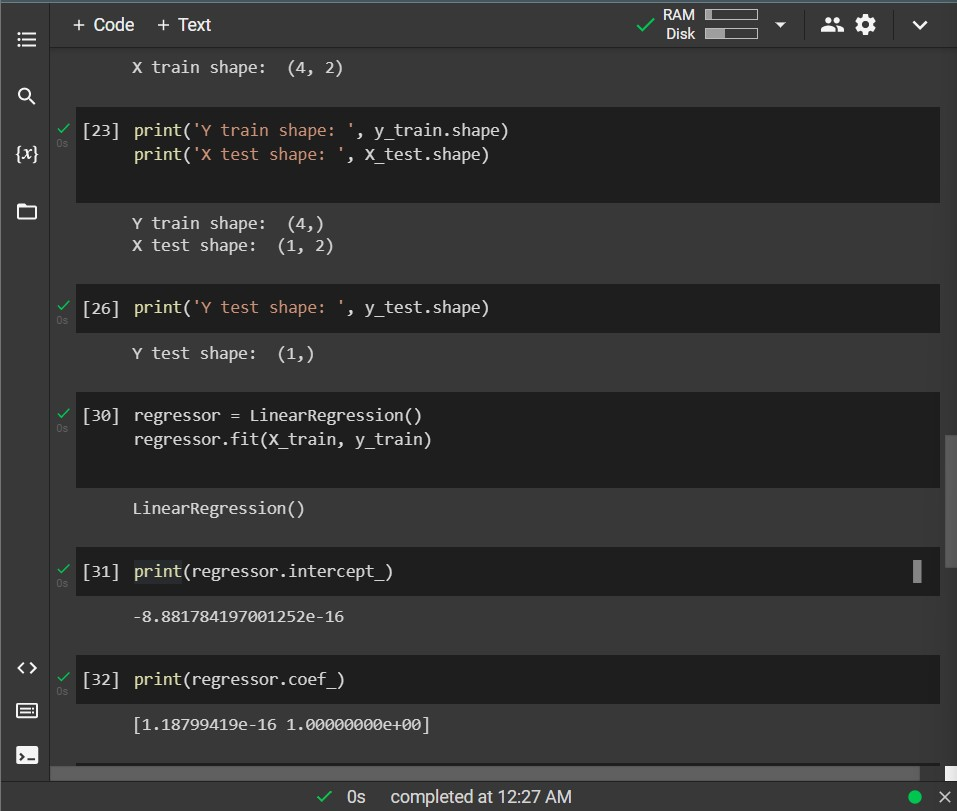 + Code + Text
RAM
Disk
X train shape:  (4, 2)
{x}
[23] print('Y train shape: ', y_train.shape)
print('X test shape: ', X_test.shape)
0s
Y train shape:  (4,)
X test shape:  (1, 2)
[26] print('Y test shape: ', y_test.shape)
0s
Y test shape:  (1,)
[30] regressor = LinearRegression()
regressor.fit(X_train, y_train)
0s
LinearRegression()
[31] print(regressor.intercept_)
0s
-8.881784197001252e-16
[32] print(regressor.coef_)
0s
[1.18799419e-16 1.00000000e+00]
0s completed at 12:27 AM